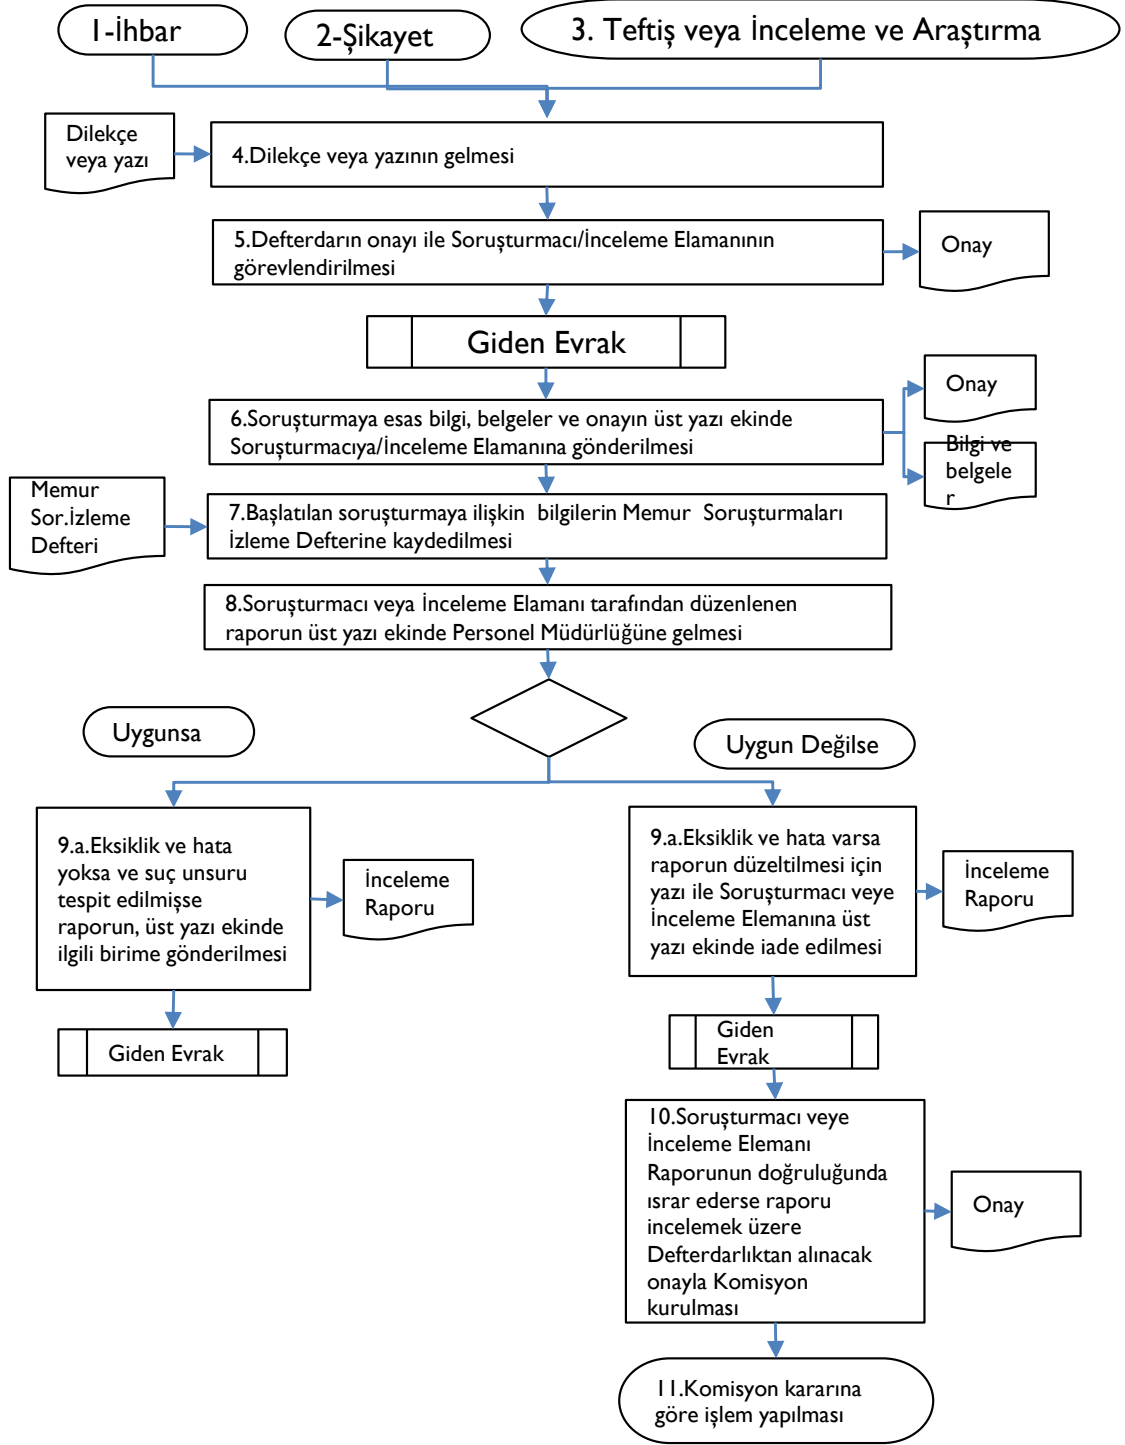 1-İhbar
2-Şikayet
3. Teftiş veya İnceleme ve Araştırma
Dilekçe
veya yazı
4.Dilekçe veya yazının gelmesi
5.Defterdarın onayı ile Soruşturmacı/İnceleme Elamanının
görevlendirilmesi
Onay
Giden Evrak
6.Soruşturmaya esas bilgi, belgeler ve onayın üst yazı ekinde
Soruşturmacıya/İnceleme Elamanına gönderilmesi
Onay
Bilgi ve
belgele
r
Memur
Sor.İzleme
Defteri
7.Başlatılan soruşturmaya ilişkin bilgilerin Memur Soruşturmaları
İzleme Defterine kaydedilmesi
8.Soruşturmacı veya İnceleme Elamanı tarafından düzenlenen
raporun üst yazı ekinde Personel Müdürlüğüne gelmesi
Uygunsa
Uygun Değilse
9.a.Eksiklik ve hata
yoksa ve suç unsuru
tespit edilmişse
raporun, üst yazı ekinde
ilgili birime gönderilmesi
İnceleme
Raporu
9.a.Eksiklik ve hata varsa
raporun düzeltilmesi için
yazı ile Soruşturmacı veye
İnceleme Elemanına üst
yazı ekinde iade edilmesi
İnceleme
Raporu
Giden Evrak
Giden
Evrak
10.Soruşturmacı veye
İnceleme Elemanı
Raporunun doğruluğunda
ısrar ederse raporu
incelemek üzere
Defterdarlıktan alınacak
onayla Komisyon
kurulması
Onay
11.Komisyon kararına
göre işlem yapılması